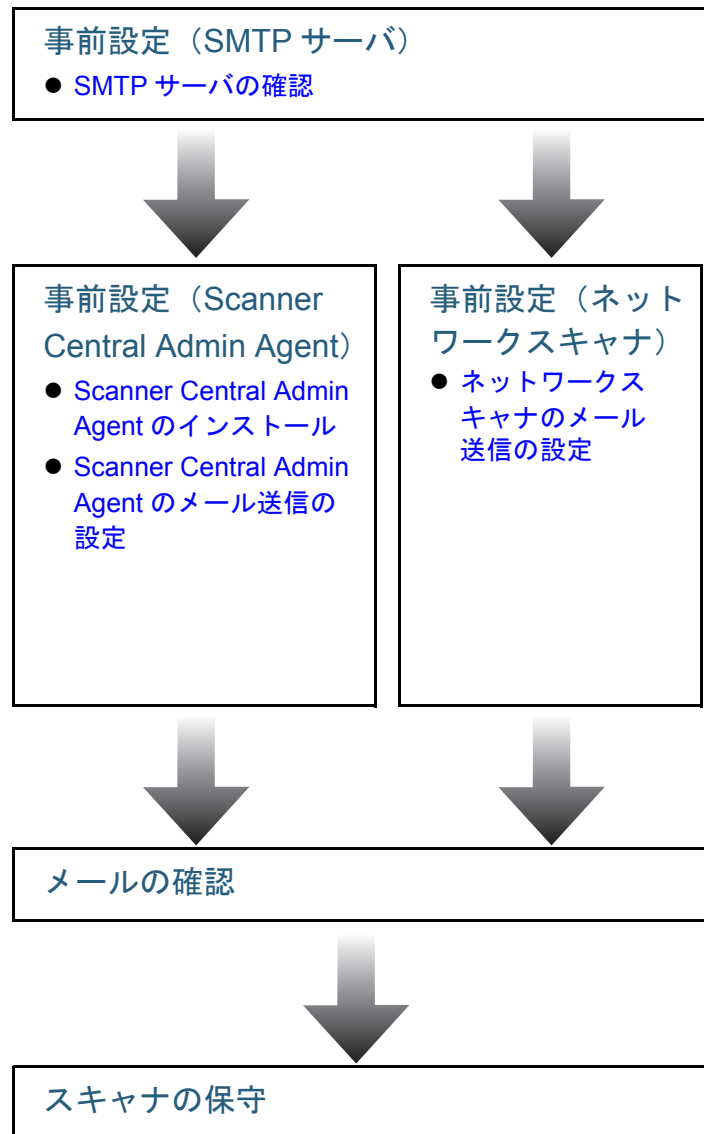 事前設定（SMTP サーバ）
● SMTP サーバの確認
事前設定（Scanner
Central Admin Agent）
● Scanner Central Admin
Agent のインストール
● Scanner Central Admin
Agent のメール送信の
設定
事前設定（ネット
ワークスキャナ）
● ネットワークス
キャナのメール
送信の設定
メールの確認
スキャナの保守